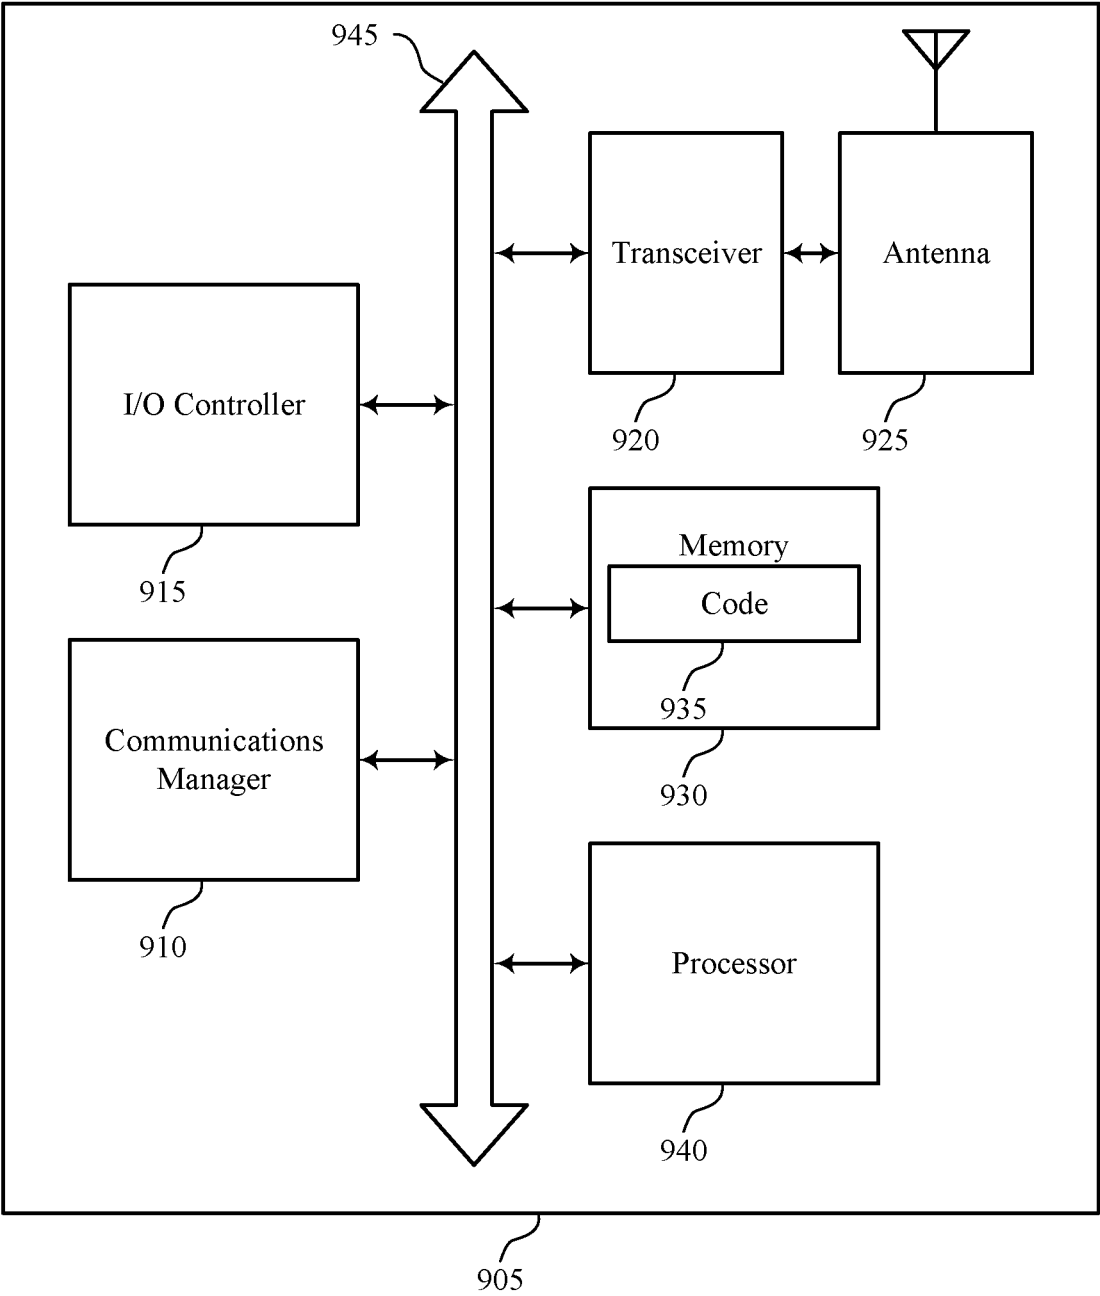 945
Transceiver
Antenna
920
925
I/O Controller
915
Memory
Code
935
930
Communications
Manager
910
Processor
940
905